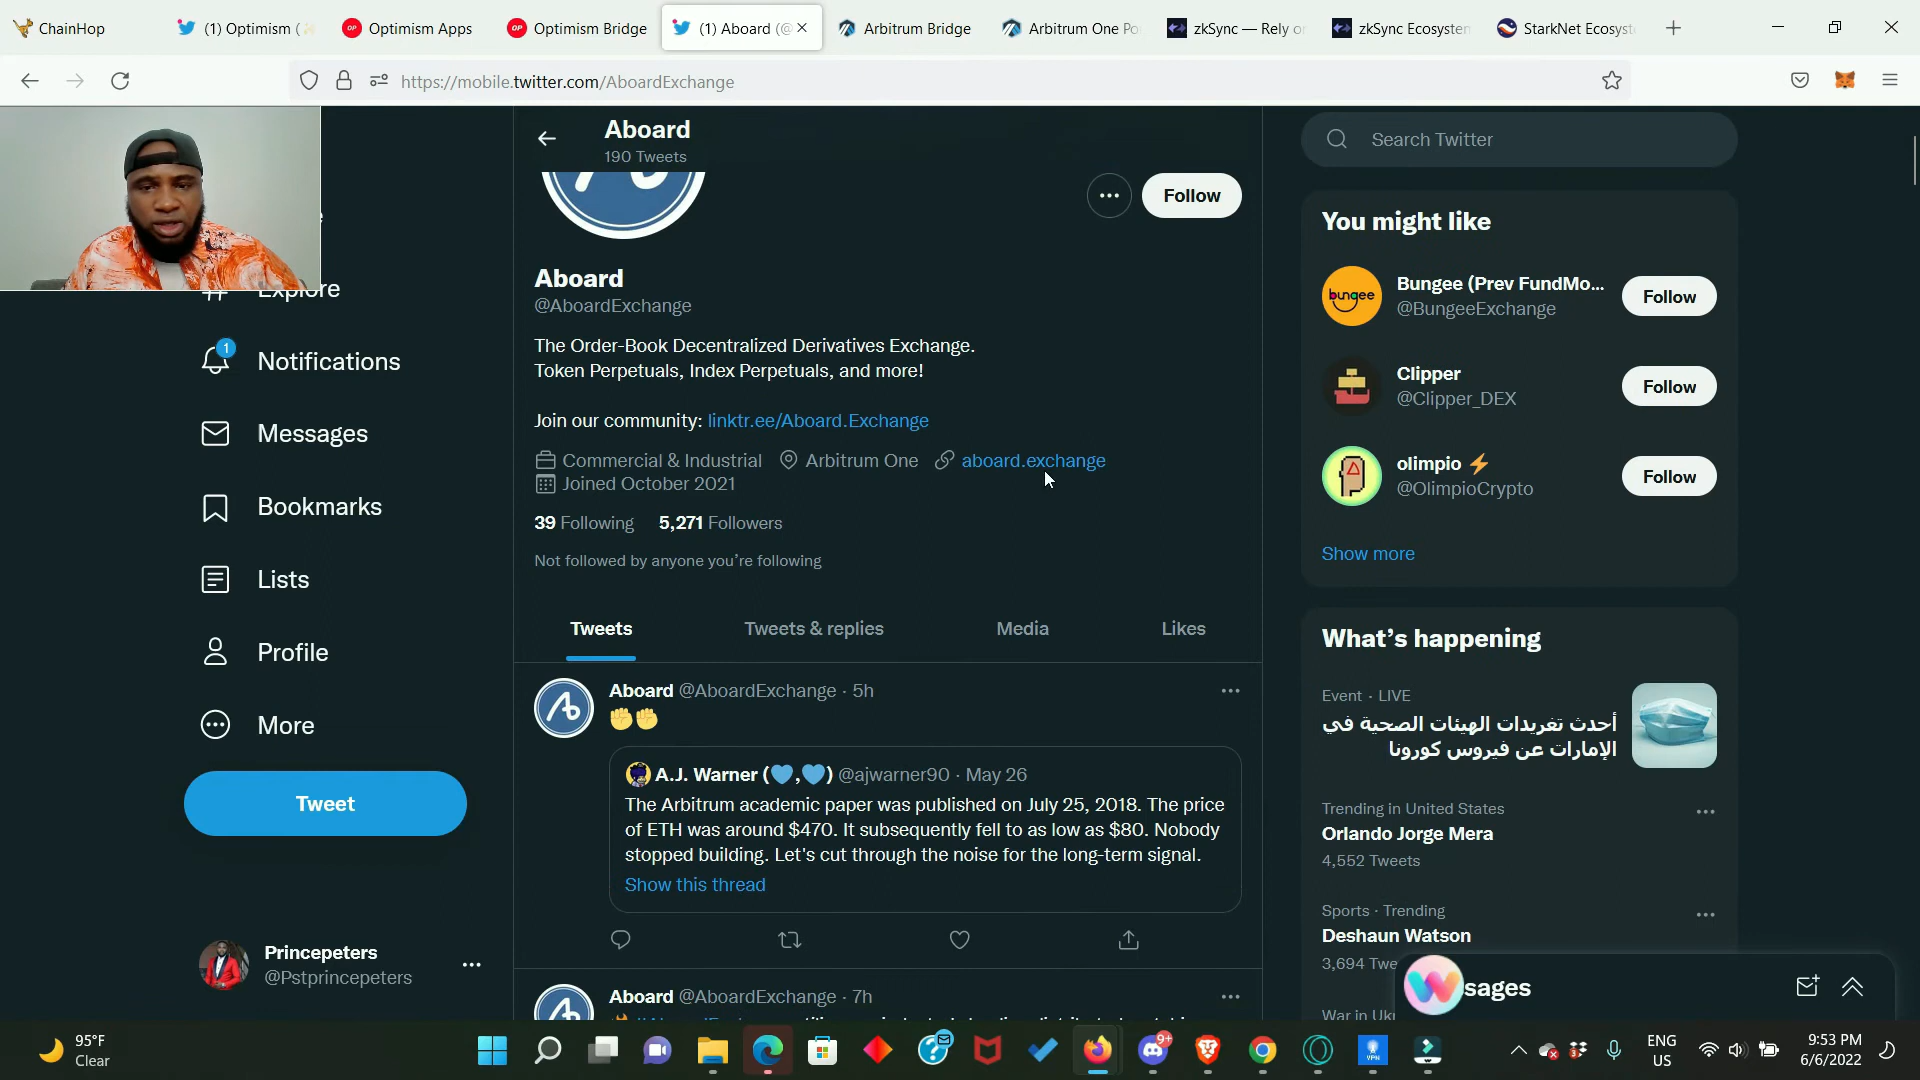 ChainHop
(1) Optimism (
Optimism Apps
Optimism Bridge
(1) Aboard (@
Arbitrum Bridge
Arbitrum One Po
zkSync — Rely o
zkSync Ecosystem
StarkNet Ecosyst
https://mobile.twitter.com/AboardExchange
Explore
Notifications
1
Messages
Bookmarks
Lists
Profile
More
Tweet
Princepeters
@Pstprincepeters
Aboard
190 Tweets
Follow
Aboard
@AboardExchange
The Order-Book Decentralized Derivatives Exchange.
Token Perpetuals, Index Perpetuals, and more!
Join our community: linktr.ee/Aboard.Exchange
Commercial & Industrial Arbitrum One aboard.exchange
Joined October 2021
39 Following 5,271 Followers
Not followed by anyone you're following
Tweets Tweets & replies Media Likes
Aboard @AboardExchange · 5h
A.J. Warner (💙,💙) @ajwarner90 · May 26
The Arbitrum academic paper was published on July 25, 2018. The price
of ETH was around $470. It subsequently fell to as low as $80. Nobody
stopped building. Let's cut through the noise for the long-term signal.
Show this thread
Aboard @AboardExchange · 7h
Search Twitter
You might like
bungee
Bungee (Prev FundMo...
@BungeeExchange
Follow
Clipper
@Clipper_DEX
Follow
olimpio ⚡
@OlimpioCrypto
Follow
Show more
What's happening
Event · LIVE
أحدث تغريدات الهيئات الصحية في
الإمارات عن فيروس كورونا
Trending in United States
Orlando Jorge Mera
4,552 Tweets
Sports · Trending
Deshaun Watson
3,694 Twe
War in Ukr
sages
95°F
Clear
9+
VPN
ENG
US
9:53 PM
6/6/2022